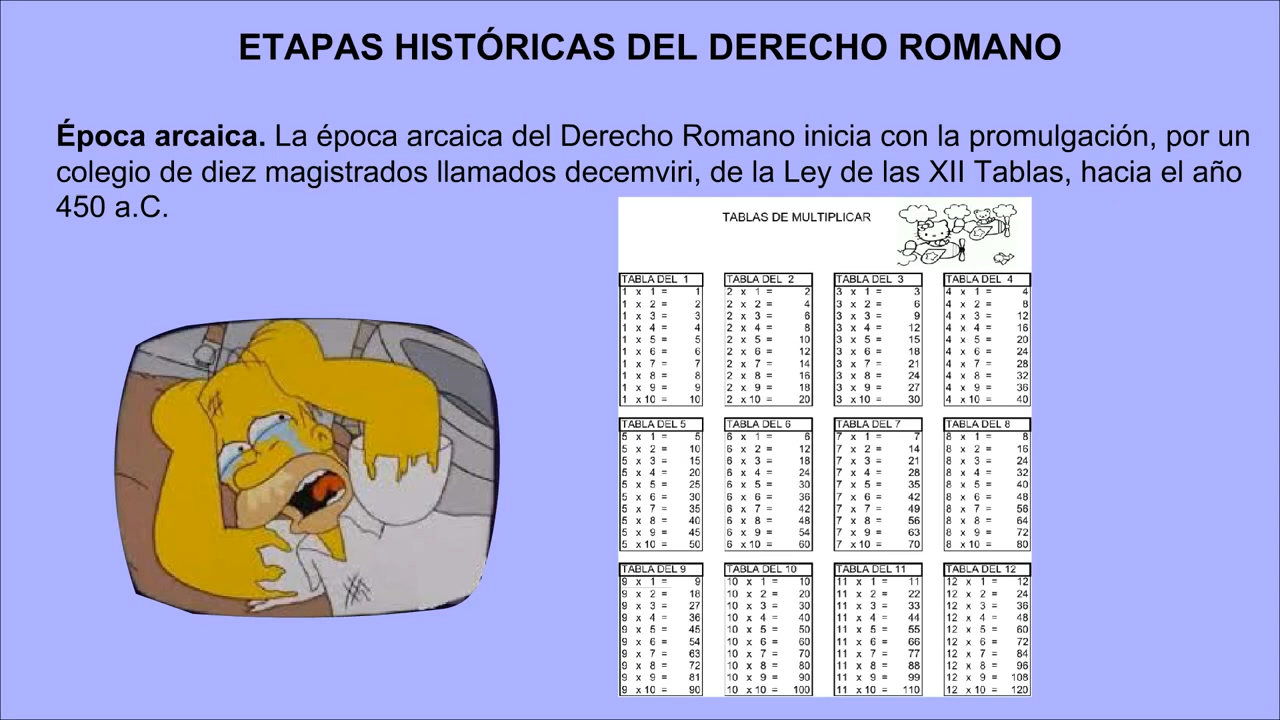 ETAPAS HISTÓRICAS DEL DERECHO ROMANO
Época arcaica. La época arcaica del Derecho Romano inicia con la promulgación, por un
colegio de diez magistrados llamados decemviri, de la Ley de las XII Tablas, hacia el año
450 a.C.
TABLAS DE MULTIPLICAR
TABLA DEL 1
1 x 1 = 1
1 x 2 = 2
1 x 3 = 3
1 x 4 = 4
1 x 5 = 5
1 x 6 = 6
1 x 7 = 7
1 x 8 = 8
1 x 9 = 9
1 x 10 = 10
TABLA DEL 2
2 x 1 = 2
2 x 2 = 4
2 x 3 = 6
2 x 4 = 8
2 x 5 = 10
2 x 6 = 12
2 x 7 = 14
2 x 8 = 16
2 x 9 = 18
2 x 10 = 20
TABLA DEL 3
3 x 1 = 3
3 x 2 = 6
3 x 3 = 9
3 x 4 = 12
3 x 5 = 15
3 x 6 = 18
3 x 7 = 21
3 x 8 = 24
3 x 9 = 27
3 x 10 = 30
TABLA DEL 4
4 x 1 = 4
4 x 2 = 8
4 x 3 = 12
4 x 4 = 16
4 x 5 = 20
4 x 6 = 24
4 x 7 = 28
4 x 8 = 32
4 x 9 = 36
4 x 10 = 40
TABLA DEL 5
5 x 1 = 5
5 x 2 = 10
5 x 3 = 15
5 x 4 = 20
5 x 5 = 25
5 x 6 = 30
5 x 7 = 35
5 x 8 = 40
5 x 9 = 45
5 x 10 = 50
TABLA DEL 6
6 x 1 = 6
6 x 2 = 12
6 x 3 = 18
6 x 4 = 24
6 x 5 = 30
6 x 6 = 36
6 x 7 = 42
6 x 8 = 48
6 x 9 = 54
6 x 10 = 60
TABLA DEL 7
7 x 1 = 7
7 x 2 = 14
7 x 3 = 21
7 x 4 = 28
7 x 5 = 35
7 x 6 = 42
7 x 7 = 49
7 x 8 = 56
7 x 9 = 63
7 x 10 = 70
TABLA DEL 8
8 x 1 = 8
8 x 2 = 16
8 x 3 = 24
8 x 4 = 32
8 x 5 = 40
8 x 6 = 48
8 x 7 = 56
8 x 8 = 64
8 x 9 = 72
8 x 10 = 80
TABLA DEL 9
9 x 1 = 9
9 x 2 = 18
9 x 3 = 27
9 x 4 = 36
9 x 5 = 45
9 x 6 = 54
9 x 7 = 63
9 x 8 = 72
9 x 9 = 81
9 x 10 = 90
TABLA DEL 10
10 x 1 = 10
10 x 2 = 20
10 x 3 = 30
10 x 4 = 40
10 x 5 = 50
10 x 6 = 60
10 x 7 = 70
10 x 8 = 80
10 x 9 = 90
10 x 10 = 100
TABLA DEL 11
11 x 1 = 11
11 x 2 = 22
11 x 3 = 33
11 x 4 = 44
11 x 5 = 55
11 x 6 = 66
11 x 7 = 77
11 x 8 = 88
11 x 9 = 99
11 x 10 = 110
TABLA DEL 12
12 x 1 = 12
12 x 2 = 24
12 x 3 = 36
12 x 4 = 48
12 x 5 = 60
12 x 6 = 72
12 x 7 = 84
12 x 8 = 96
12 x 9 = 108
12 x 10 = 120